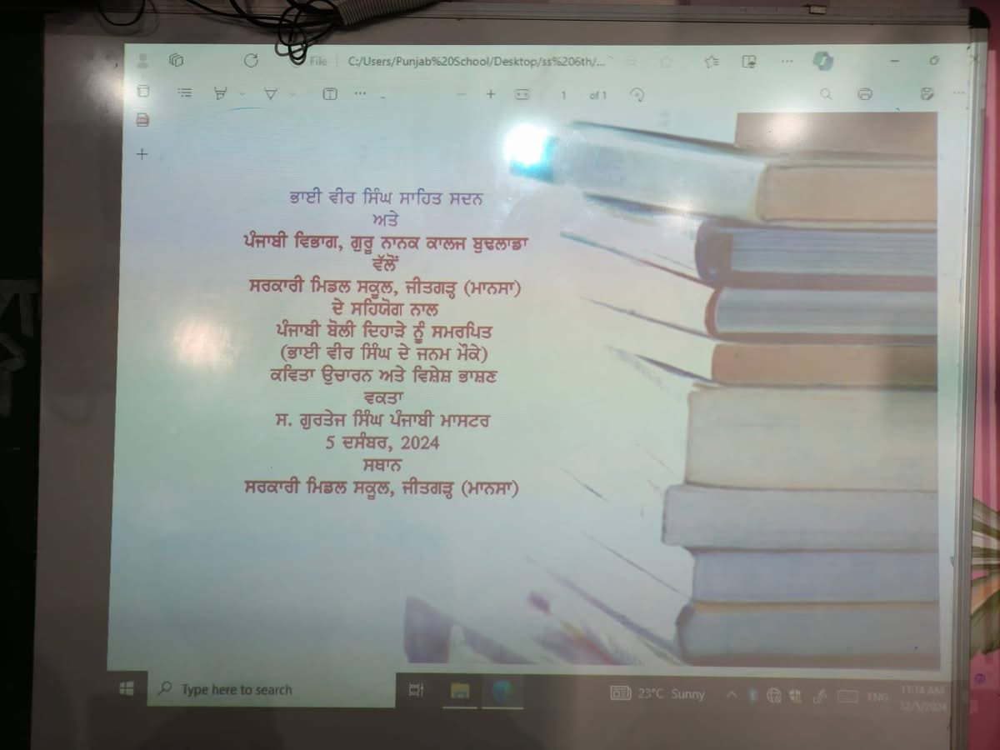 File C:/Users/Punjab%20School/Desktop/ss%206th/...
1 of 1
ਭਾਈ ਵੀਰ ਸਿੰਘ ਸਾਹਿਤ ਸਦਨ
ਅਤੇ
ਪੰਜਾਬੀ ਵਿਭਾਗ, ਗੁਰੂ ਨਾਨਕ ਕਾਲਜ ਬੁਢਲਾਡਾ
ਵੱਲੋਂ
ਸਰਕਾਰੀ ਮਿਡਲ ਸਕੂਲ, ਜੀਤਗੜ੍ਹ (ਮਾਨਸਾ)
ਦੇ ਸਹਿਯੋਗ ਨਾਲ
ਪੰਜਾਬੀ ਬੋਲੀ ਦਿਹਾੜੇ ਨੂੰ ਸਮਰਪਿਤ
(ਭਾਈ ਵੀਰ ਸਿੰਘ ਦੇ ਜਨਮ ਮੌਕੇ)
ਕਵਿਤਾ ਉਚਾਰਨ ਅਤੇ ਵਿਸ਼ੇਸ਼ ਭਾਸ਼ਣ
ਵਕਤਾ
ਸ. ਗੁਰਤੇਜ ਸਿੰਘ ਪੰਜਾਬੀ ਮਾਸਟਰ
5 ਦਸੰਬਰ, 2024
ਸਥਾਨ
ਸਰਕਾਰੀ ਮਿਡਲ ਸਕੂਲ, ਜੀਤਗੜ੍ਹ (ਮਾਨਸਾ)
Type here to search 23°C Sunny ENG 11:14 AM
12/5/2024